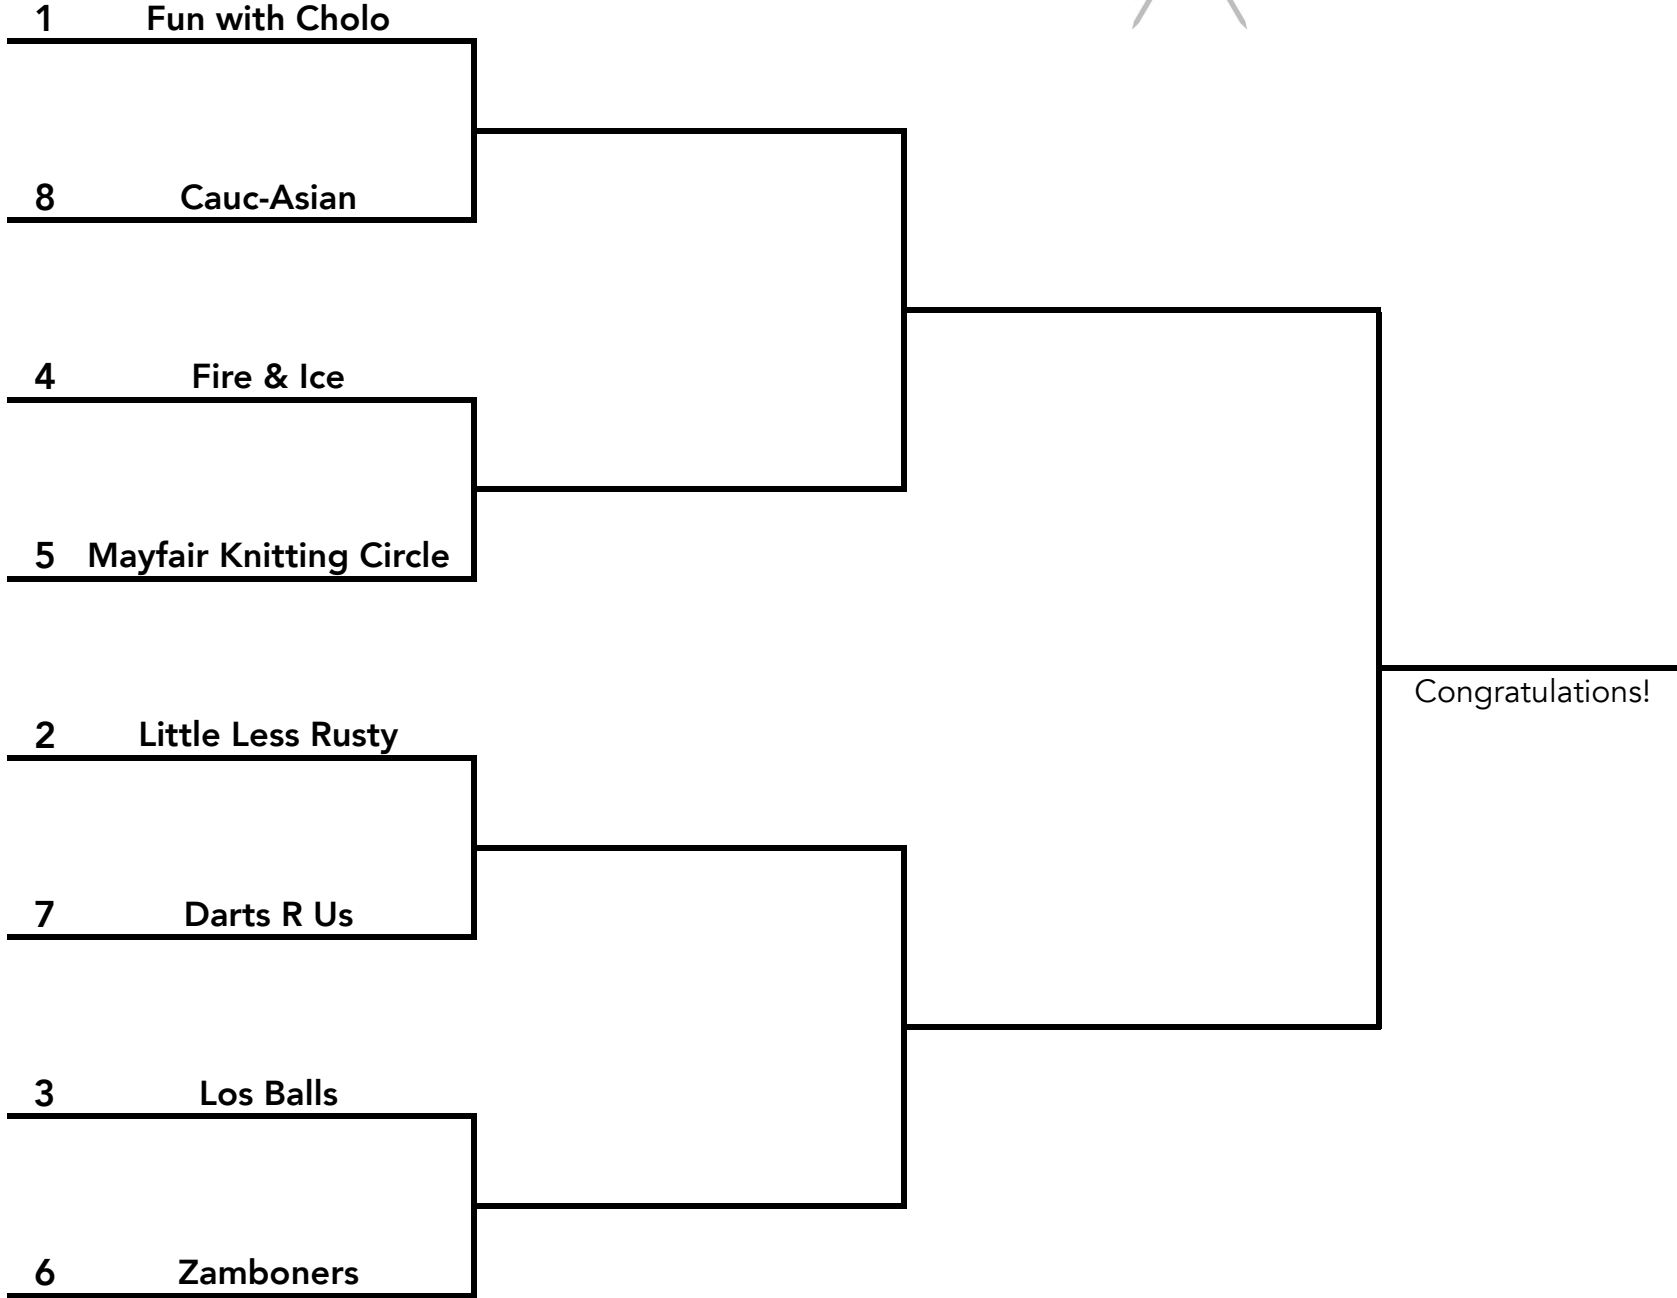 1 Fun with Cholo
8 Cauc-Asian
4 Fire & Ice
5 Mayfair Knitting Circle
Congratulations!
2 Little Less Rusty
7 Darts R Us
3 Los Balls
6 Zamboners